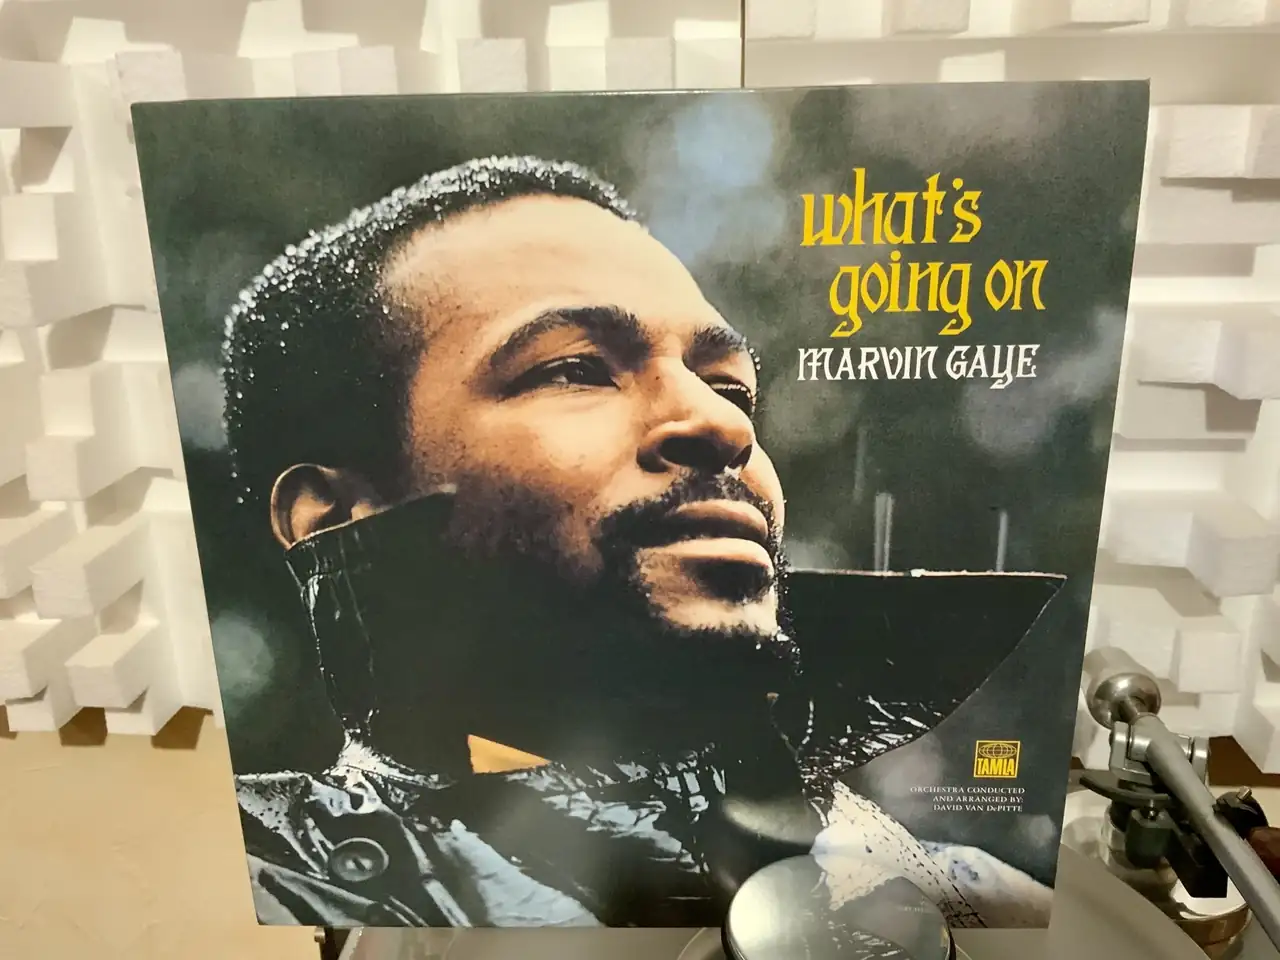 what's
going on
MARVIN GAYE
TAMLA
ORCHESTRA CONDUCTED
AND ARRANGED BY:
DAVID VAN DePITTE